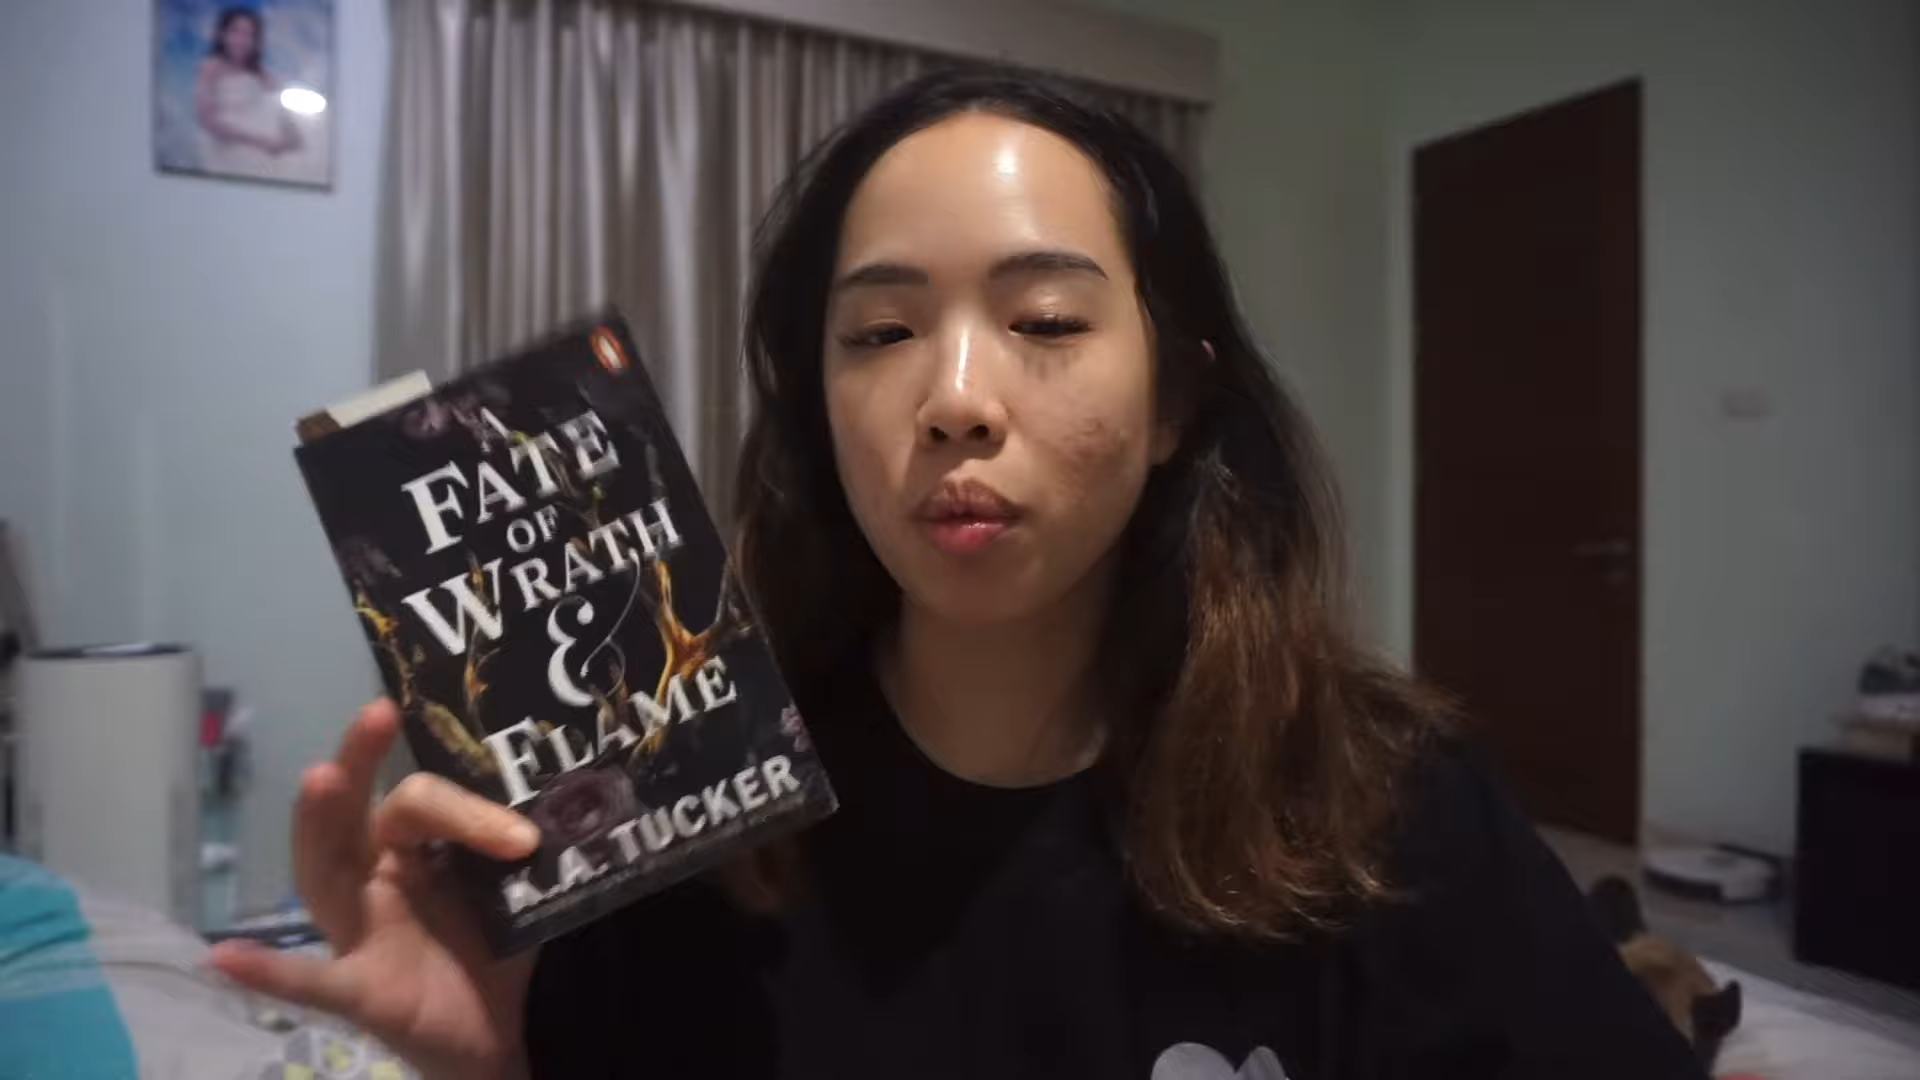 A
FATE
OF
WRATH
&
FLAME
K.A. TUCKER